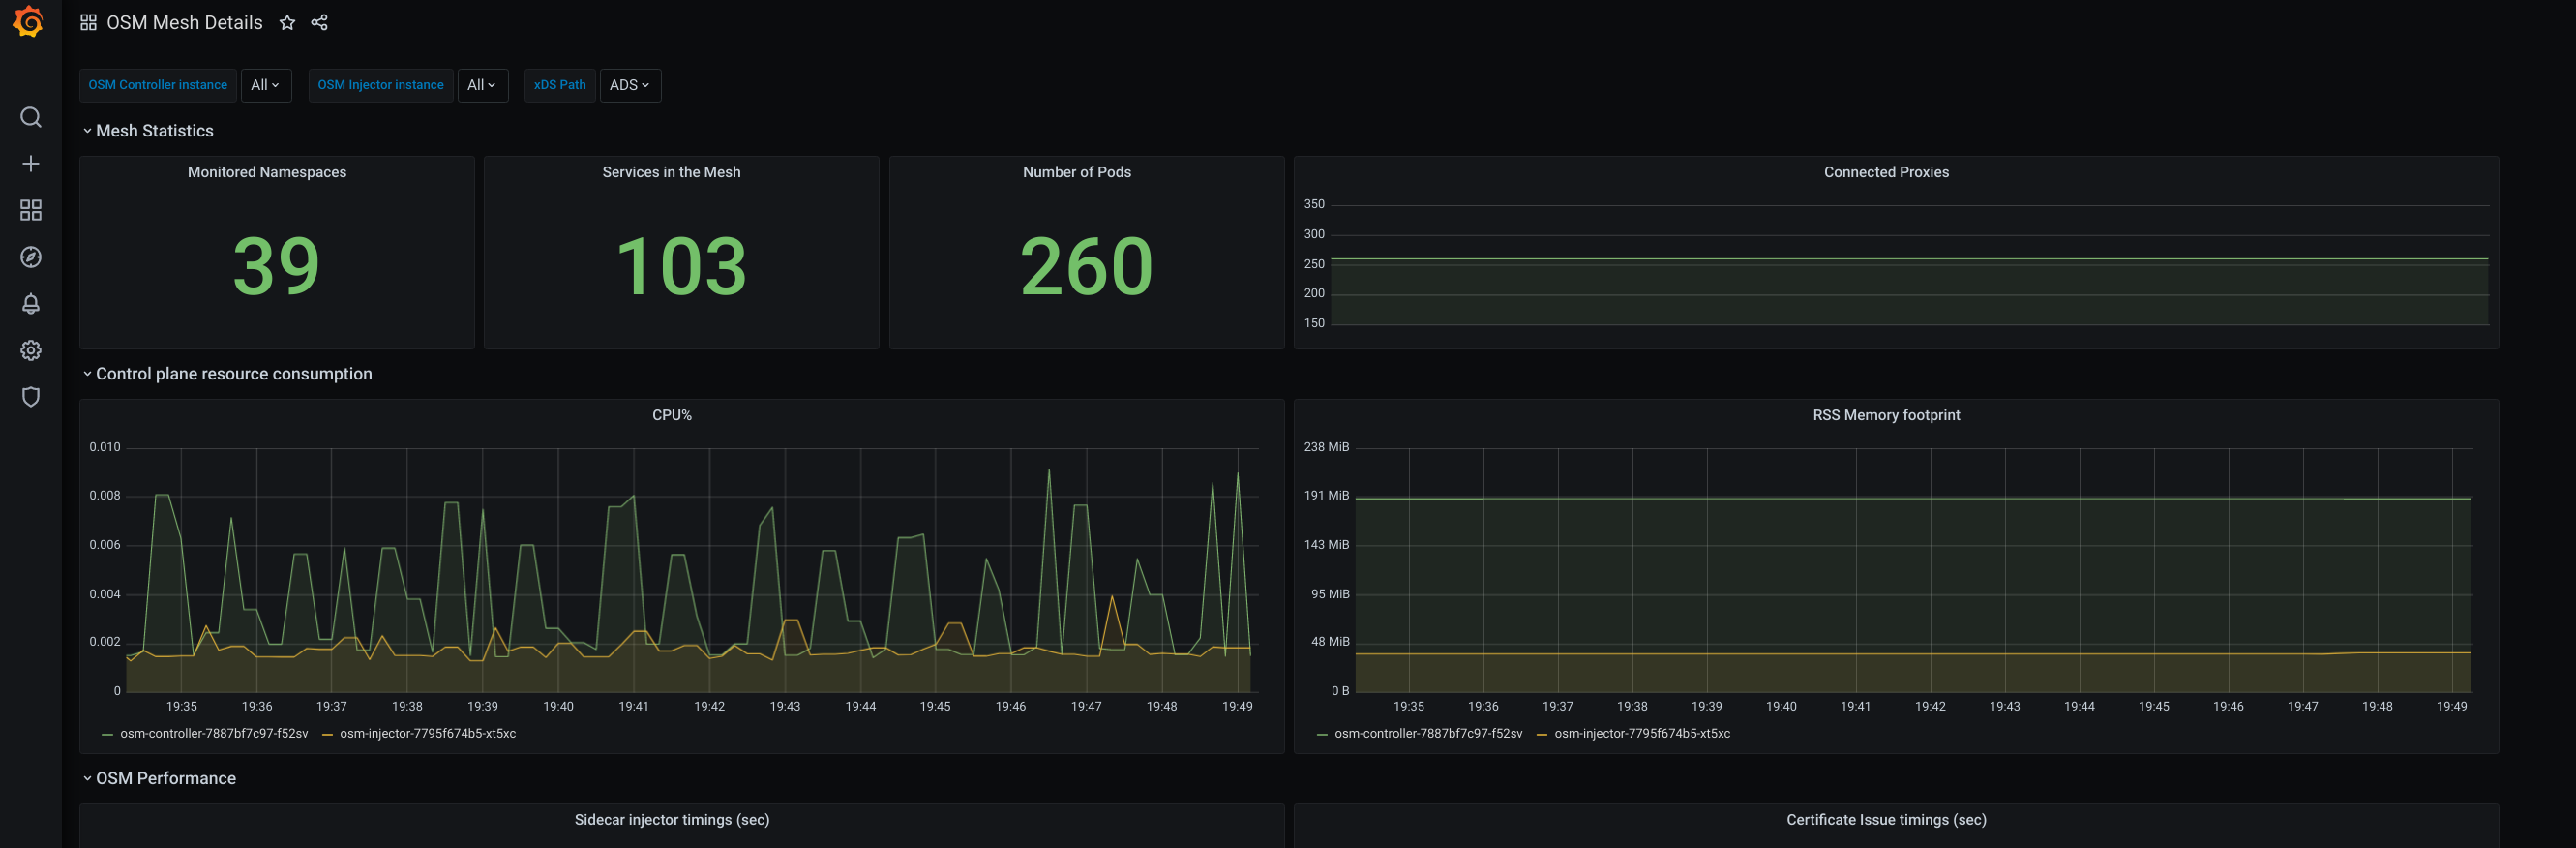 OSM Mesh Details
OSM Controller instance All OSM Injector instance All xDS Path ADS
Mesh Statistics
Monitored Namespaces
39
Services in the Mesh
103
Number of Pods
260
Connected Proxies
350
300
250
200
150
Control plane resource consumption
CPU%
0.010
0.008
0.006
0.004
0.002
0
19:35 19:36 19:37 19:38 19:39 19:40 19:41 19:42 19:43 19:44 19:45 19:46 19:47 19:48 19:49
osm-controller-7887bf7c97-f52sv osm-injector-7795f674b5-xt5xc
RSS Memory footprint
238 MiB
191 MiB
143 MiB
95 MiB
48 MiB
0 B
19:35 19:36 19:37 19:38 19:39 19:40 19:41 19:42 19:43 19:44 19:45 19:46 19:47 19:48 19:49
osm-controller-7887bf7c97-f52sv osm-injector-7795f674b5-xt5xc
OSM Performance
Sidecar injector timings (sec)
Certificate Issue timings (sec)